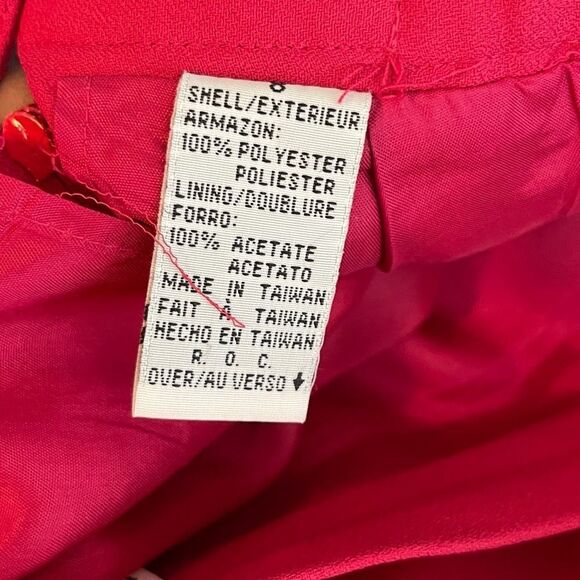 SHELL/EXTERIEUR
ARMAZON:
100% POLYESTER
POLIESTER
LINING/DOUBLURE
FORRO:
100% ACETATE
ACETATO
MADE IN TAIWAN
FAIT À TAIWAN
HECHO EN TAIWAN
R. O. C.
OVER/AU VERSO ↓